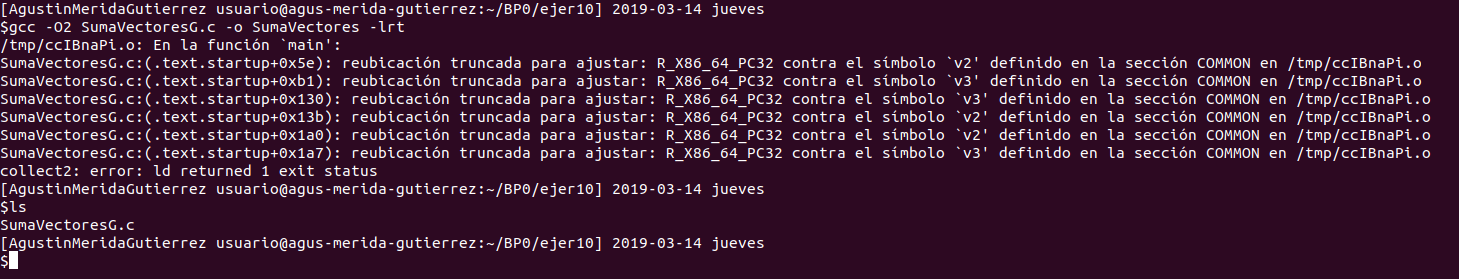 [AgustinMeridaGutierrez usuario@agus-merida-gutierrez:~/BP0/ejer10] 2019-03-14 jueves
$gcc -O2 SumaVectoresG.c -o SumaVectores -lrt
/tmp/ccIBnaPi.o: En la función `main':
SumaVectoresG.c:(.text.startup+0x5e): reubicación truncada para ajustar: R_X86_64_PC32 contra el símbolo `v2' definido en la sección COMMON en /tmp/ccIBnaPi.o
SumaVectoresG.c:(.text.startup+0xb1): reubicación truncada para ajustar: R_X86_64_PC32 contra el símbolo `v3' definido en la sección COMMON en /tmp/ccIBnaPi.o
SumaVectoresG.c:(.text.startup+0x130): reubicación truncada para ajustar: R_X86_64_PC32 contra el símbolo `v3' definido en la sección COMMON en /tmp/ccIBnaPi.o
SumaVectoresG.c:(.text.startup+0x13b): reubicación truncada para ajustar: R_X86_64_PC32 contra el símbolo `v2' definido en la sección COMMON en /tmp/ccIBnaPi.o
SumaVectoresG.c:(.text.startup+0x1a0): reubicación truncada para ajustar: R_X86_64_PC32 contra el símbolo `v2' definido en la sección COMMON en /tmp/ccIBnaPi.o
SumaVectoresG.c:(.text.startup+0x1a7): reubicación truncada para ajustar: R_X86_64_PC32 contra el símbolo `v3' definido en la sección COMMON en /tmp/ccIBnaPi.o
collect2: error: ld returned 1 exit status
[AgustinMeridaGutierrez usuario@agus-merida-gutierrez:~/BP0/ejer10] 2019-03-14 jueves
$ls
SumaVectoresG.c
[AgustinMeridaGutierrez usuario@agus-merida-gutierrez:~/BP0/ejer10] 2019-03-14 jueves
$